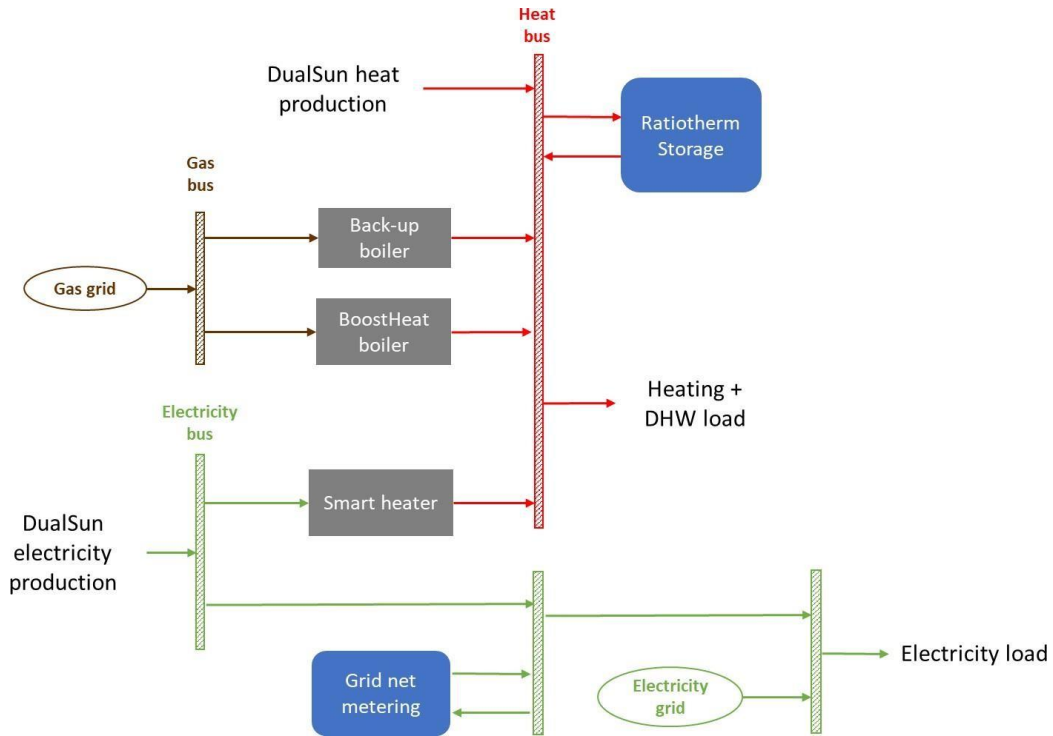 Heat
bus
DualSun heat
production
Ratiotherm
Storage
Gas
bus
Back-up
boiler
Gas grid
BoostHeat
boiler
Heating +
DHW load
Electricity
bus
Smart heater
DualSun
electricity
production
Electricity load
Grid net
metering
Electricity
grid